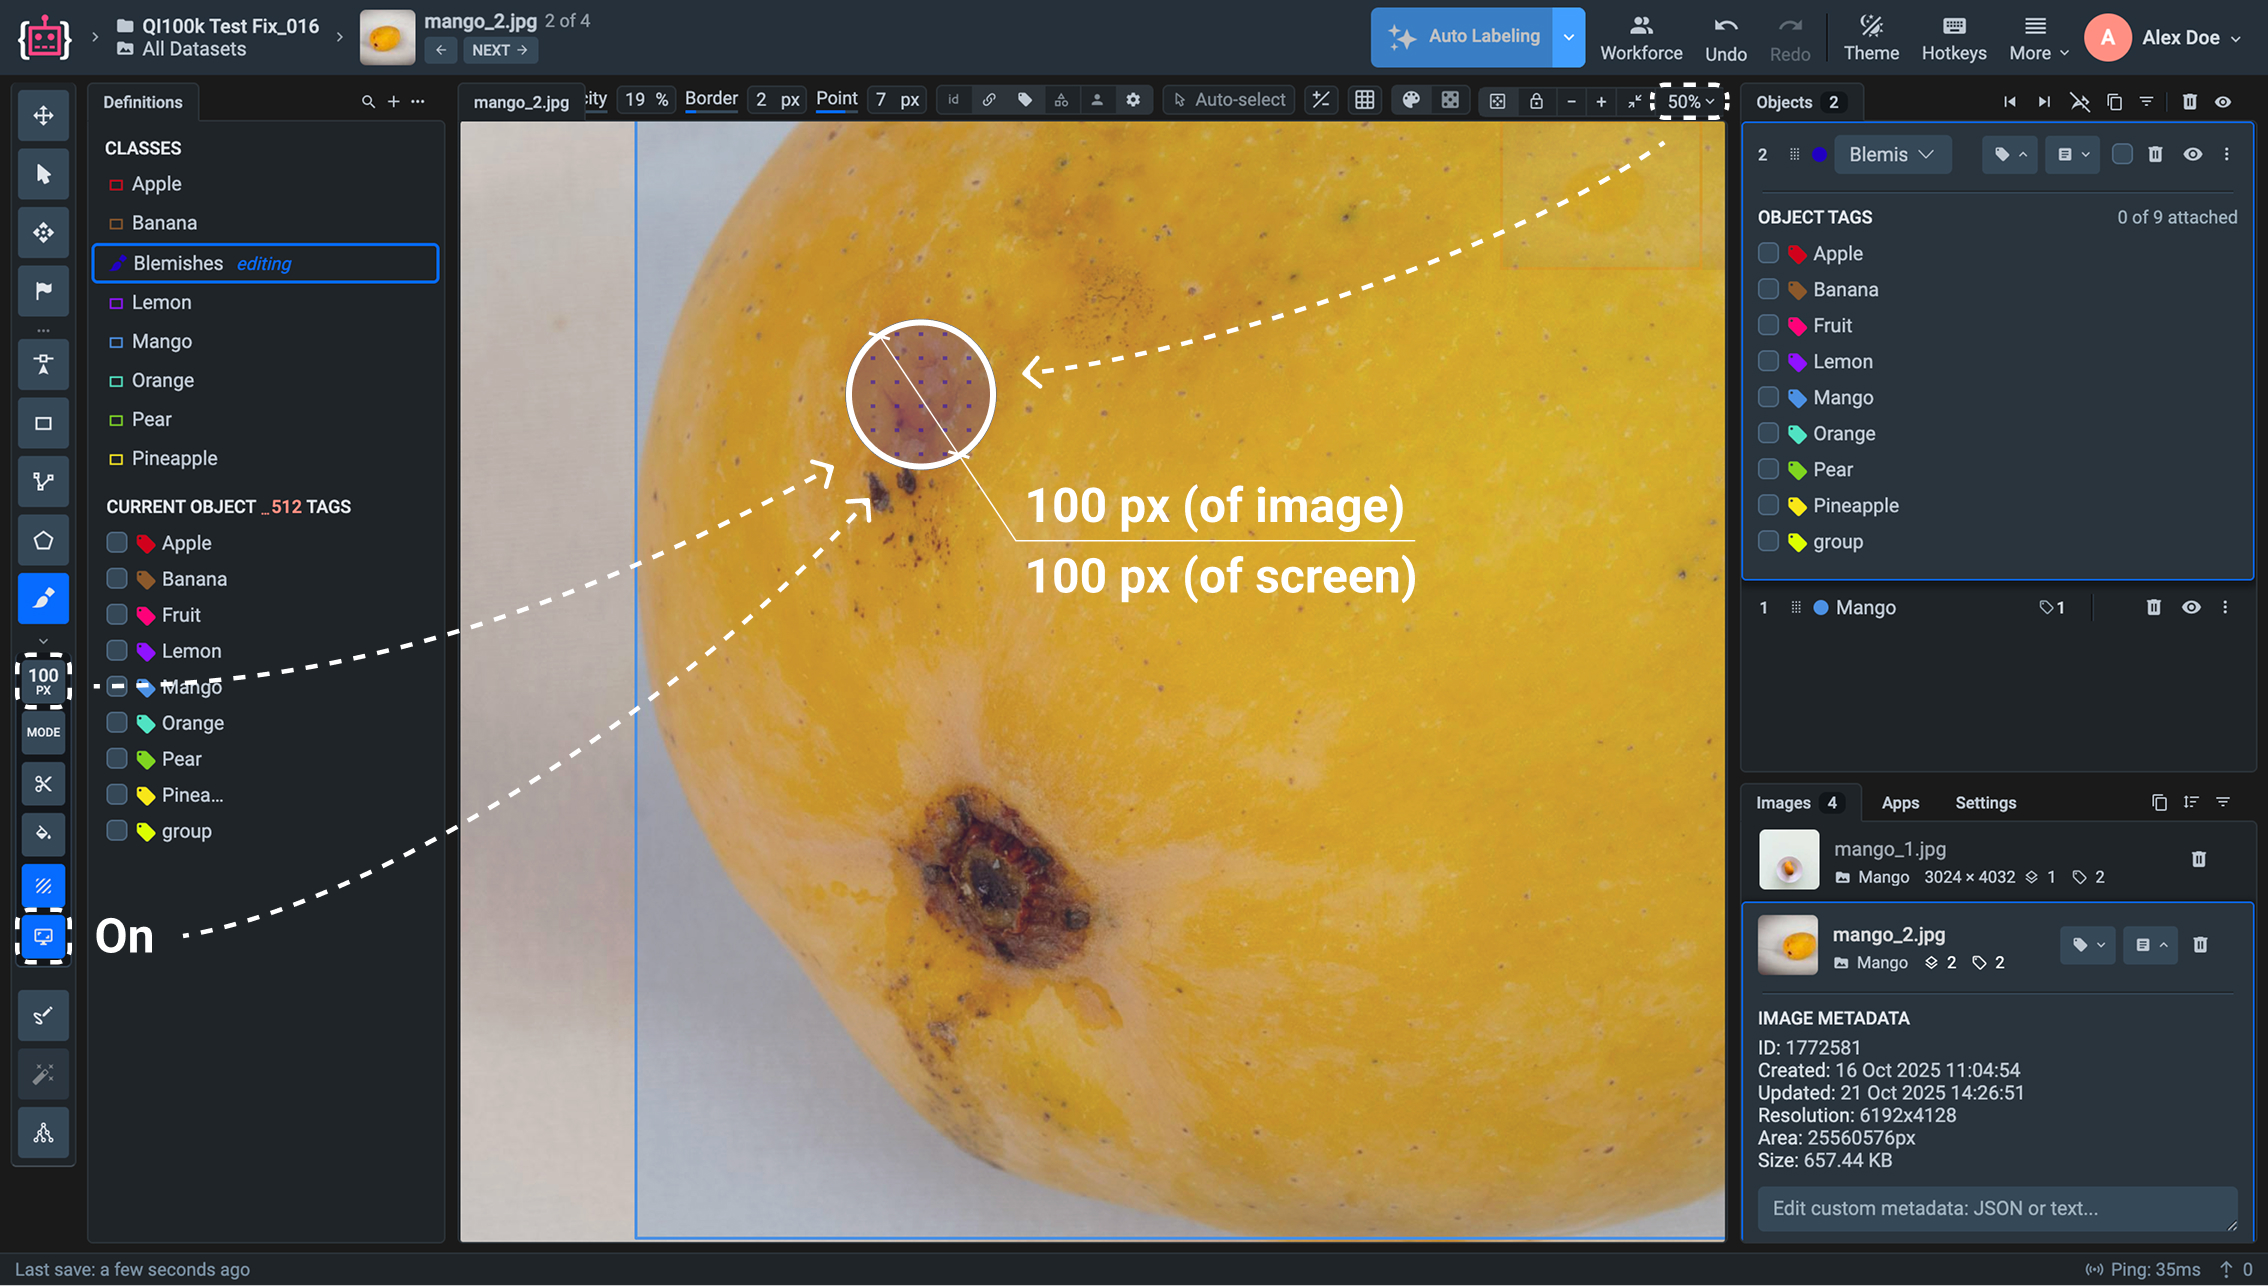 QI100k Test Fix_016
All Datasets
mango_2.jpg 2 of 4
NEXT
Auto Labeling
Workforce
Undo
Redo
Theme
Hotkeys
More
A
Alex Doe
Definitions
CLASSES
Apple
Banana
Blemishes editing
Lemon
Mango
Orange
Pear
Pineapple
CURRENT OBJECT _512 TAGS
Apple
Banana
Fruit
Lemon
Mango
Orange
Pear
Pinea...
group
100
PX
MODE
On
mango_2.jpg
city 19 % Border 2 px Point 7 px id Auto-select 50%
100 px (of image)
100 px (of screen)
Objects 2
2 Blemis
OBJECT TAGS 0 of 9 attached
Apple
Banana
Fruit
Lemon
Mango
Orange
Pear
Pineapple
group
1 Mango 1
Images 4 Apps Settings
mango_1.jpg
Mango 3024 × 4032 1 2
mango_2.jpg
Mango 2 2
IMAGE METADATA
ID: 1772581
Created: 16 Oct 2025 11:04:54
Updated: 21 Oct 2025 14:26:51
Resolution: 6192x4128
Area: 25560576px
Size: 657.44 KB
Edit custom metadata: JSON or text...
Last save: a few seconds ago
Ping: 35ms 0